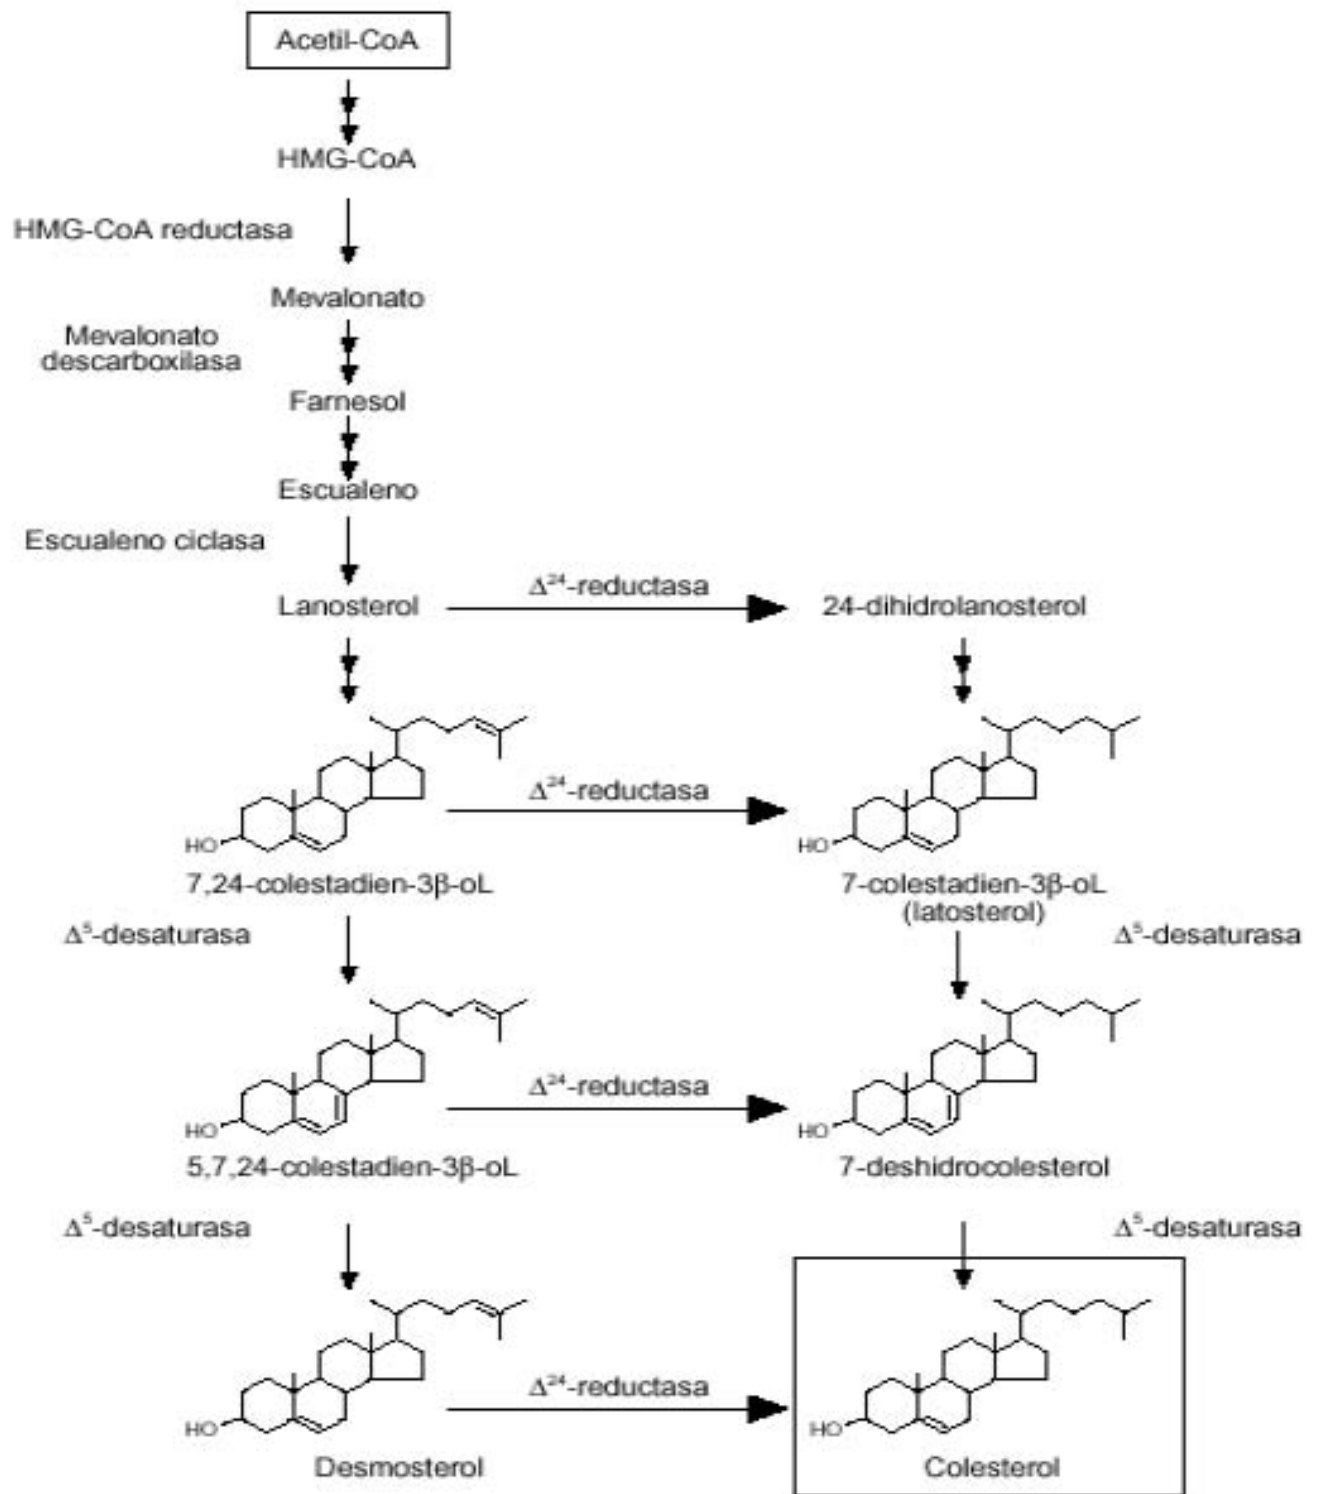 Acetil-CoA
HMG-CoA
HMG-CoA reductasa
Mevalonato
Mevalonato
descarboxilasa
Farnesol
Escualeno
Escualeno ciclasa
Δ²⁴-reductasa
Lanosterol
24-dihidrolanosterol
Δ²⁴-reductasa
HO
HO
7,24-colestadien-3β-oL
7-colestadien-3β-oL
(latosterol)
Δ⁵-desaturasa
Δ⁵-desaturasa
Δ²⁴-reductasa
HO
HO
5,7,24-colestadien-3β-oL
7-deshidrocolesterol
Δ⁵-desaturasa
Δ⁵-desaturasa
Δ²⁴-reductasa
HO
HO
Desmosterol
Colesterol